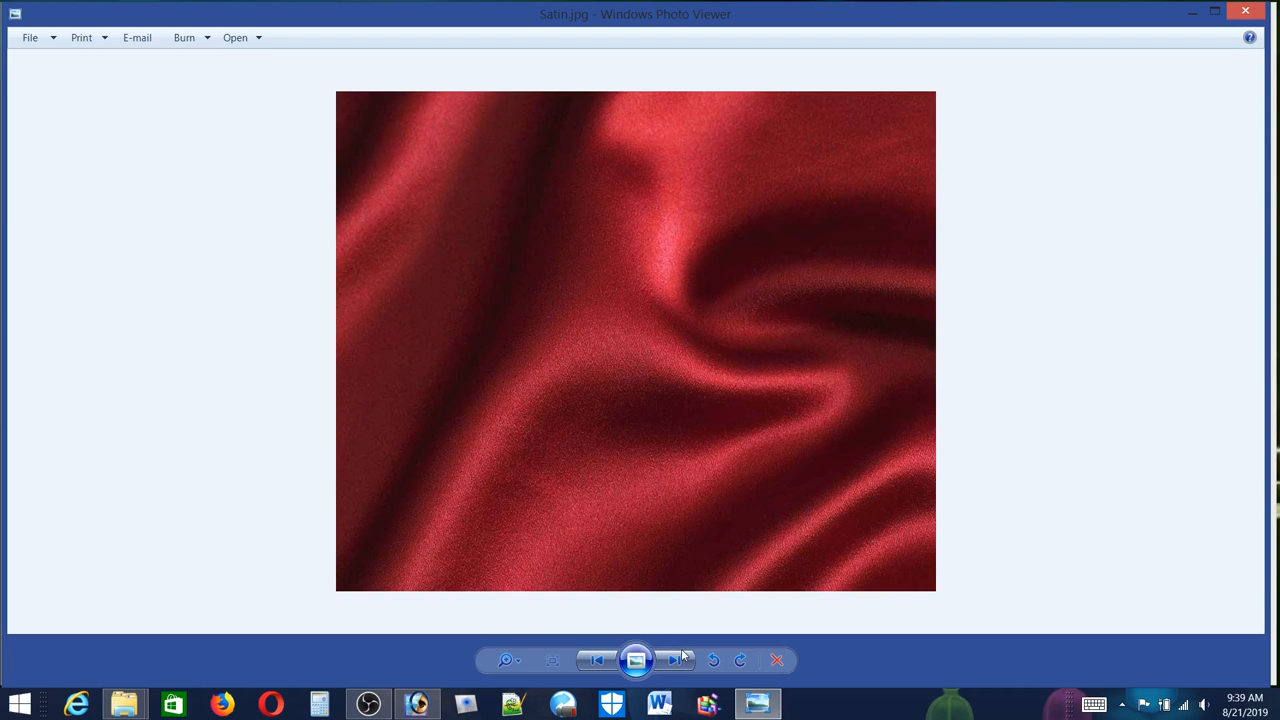 Satin.jpg - Windows Photo Viewer
File Print E-mail Burn Open
9:39 AM
8/21/2019